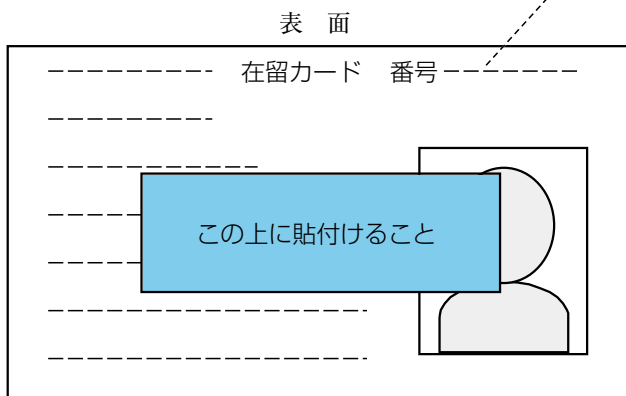 表 面
在留カード 番号
この上に貼付けること